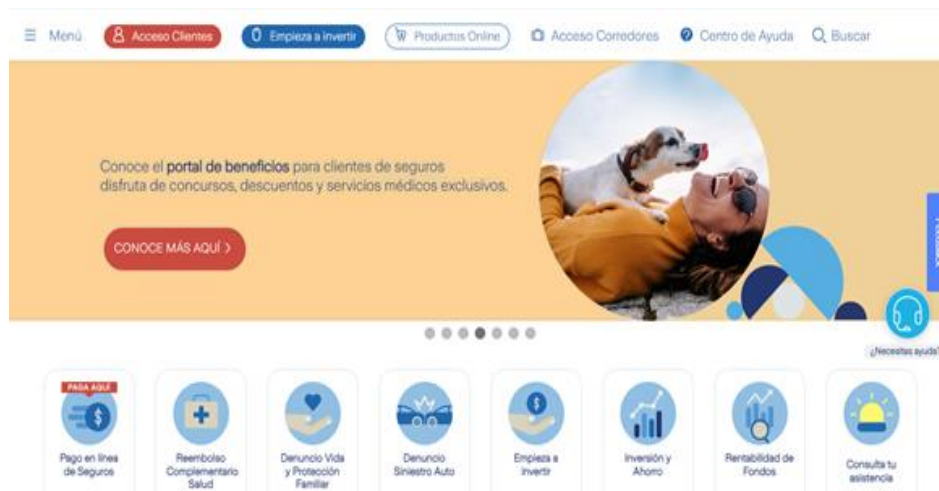 Menú
Acceso Clientes
Empieza a invertir
Productos Online
Acceso Corredores
Centro de Ayuda
Buscar
Conoce el portal de beneficios para clientes de seguros
disfruta de concursos, descuentos y servicios médicos exclusivos.
CONOCE MÁS AQUÍ >
¿Necesitas ayuda?
PAGA AQUÍ
Pago en línea
de Seguros
Reembolso
Complementario
Salud
Denuncio Vida
y Protección
Familiar
Denuncio
Siniestro Auto
Empieza a
Invertir
Inversión y
Ahorro
Rentabilidad de
Fondos
Consulta tu
asistencia